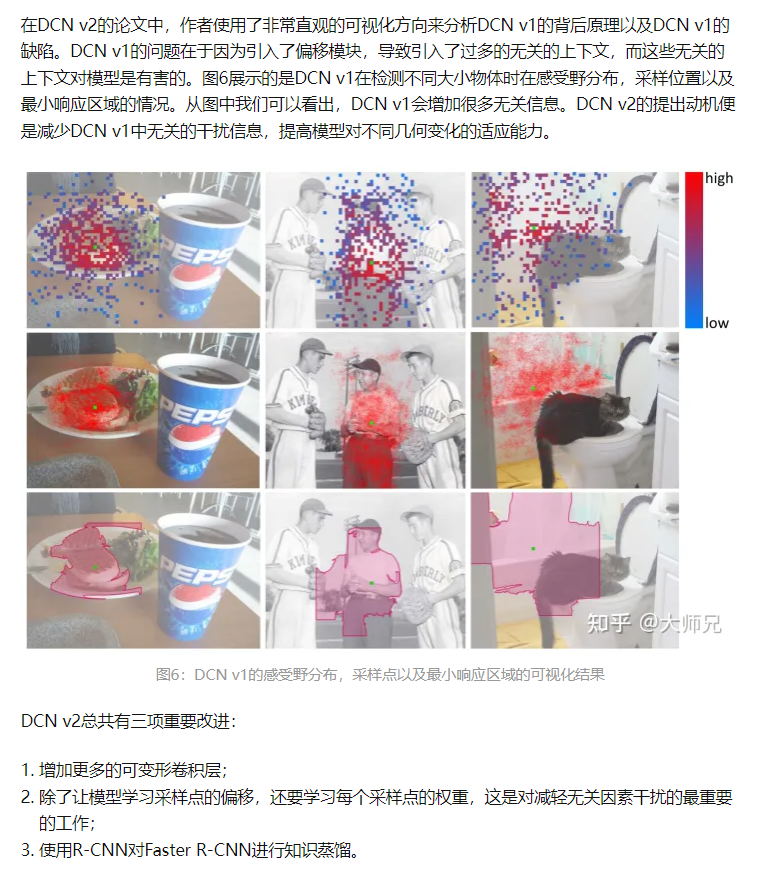 在DCN v2的论文中，作者使用了非常直观的可视化方向来分析DCN v1的背后原理以及DCN v1的
缺陷。DCN v1的问题在于因为引入了偏移模块，导致引入了过多的无关的上下文，而这些无关的
上下文对模型是有害的。图6展示的是DCN v1在检测不同大小物体时在感受野分布，采样位置以及
最小响应区域的情况。从图中我们可以看出，DCN v1会增加很多无关信息。DCN v2的提出动机便
是减少DCN v1中无关的干扰信息，提高模型对不同几何变化的适应能力。
high
low
PEPS
KIM
BERLY
PEPS
KIM
BERLY
PEPS
KIM
BERLY
知乎 @大师兄
图6：DCN v1的感受野分布，采样点以及最小响应区域的可视化结果
DCN v2总共有三项重要改进：
1. 增加更多的可变形卷积层；
2. 除了让模型学习采样点的偏移，还要学习每个采样点的权重，这是对减轻无关因素干扰的最重要
的工作；
3. 使用R-CNN对Faster R-CNN进行知识蒸馏。